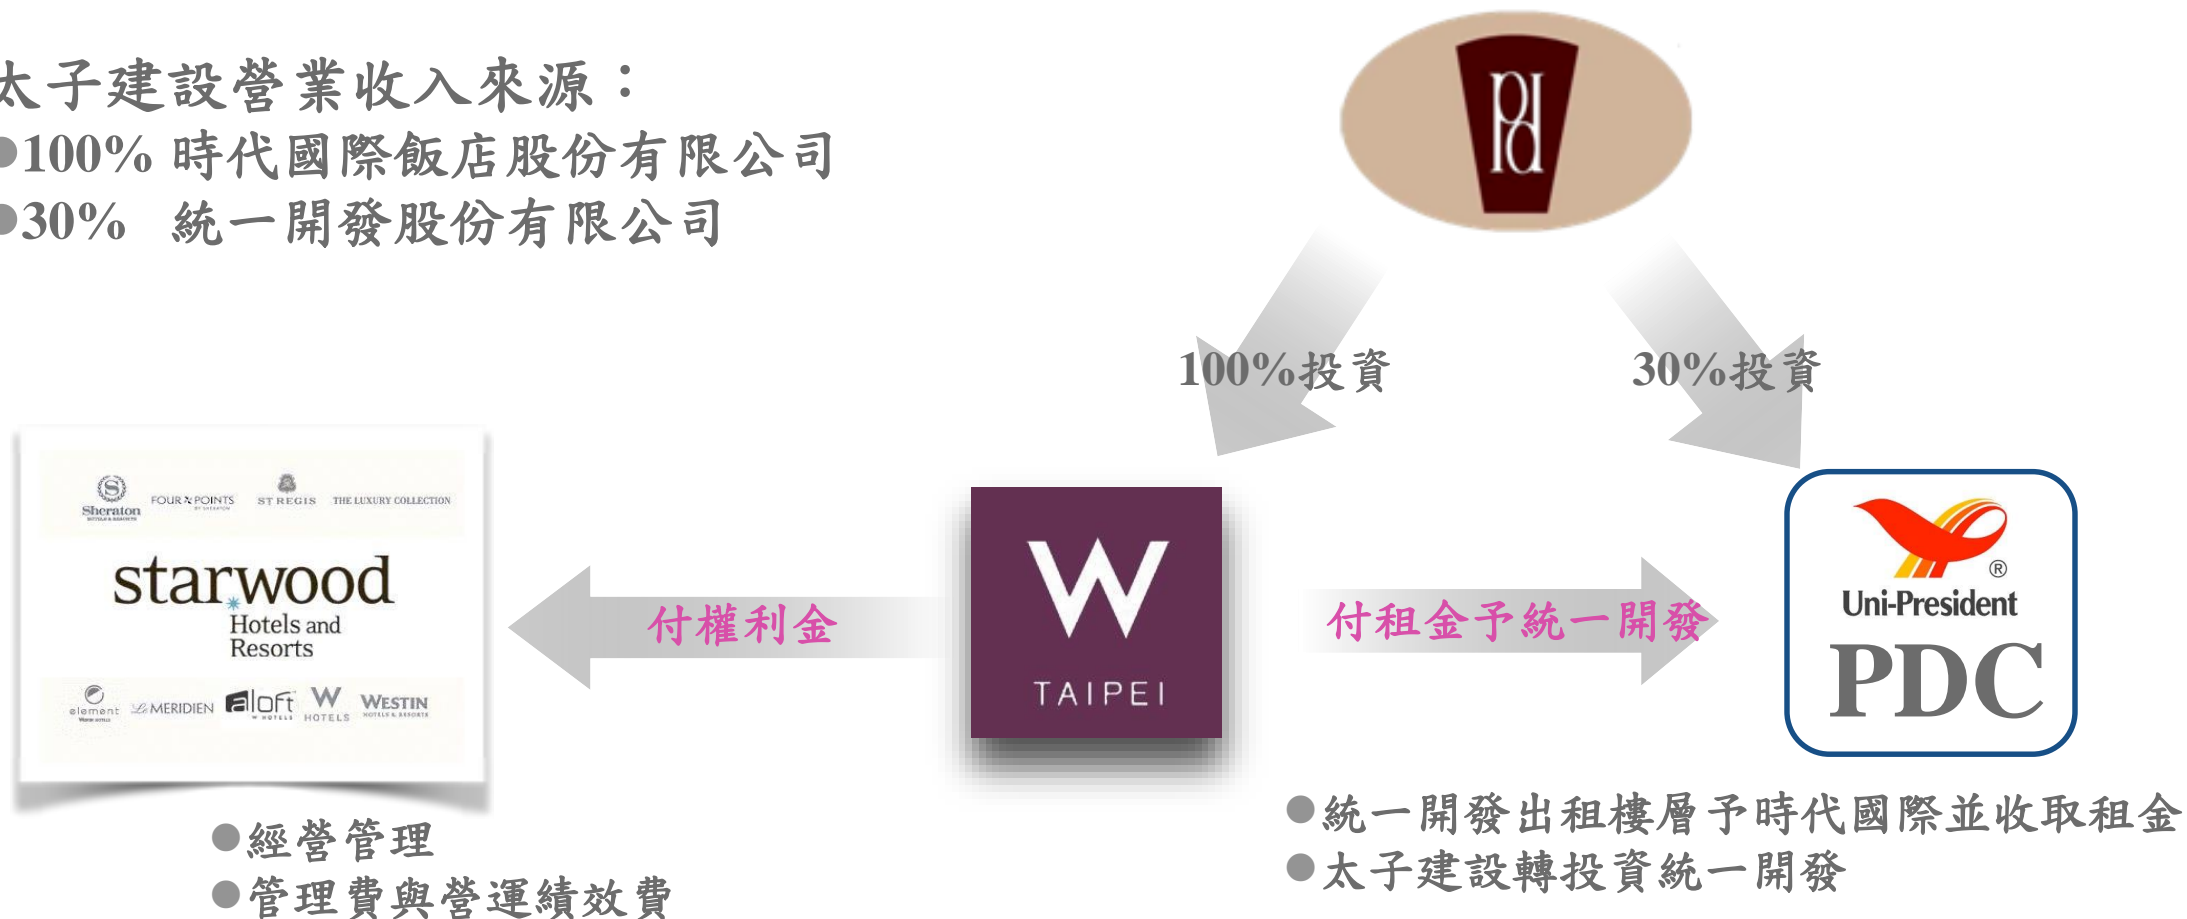 太子建設營業收入來源：
●100% 時代國際飯店股份有限公司
●30% 統一開發股份有限公司
100%投資
30%投資
Sheraton
FOUR POINTS
BY SHERATON
ST REGIS
THE LUXURY COLLECTION
starwood
Hotels and
Resorts
element
Le MERIDIEN
aloft
W HOTELS
W
HOTELS
WESTIN
HOTELS & RESORTS
付權利金
W
TAIPEI
付租金予統一開發
®
Uni-President
PDC
●經營管理
●管理費與營運績效費
●統一開發出租樓層予時代國際並收取租金
●太子建設轉投資統一開發